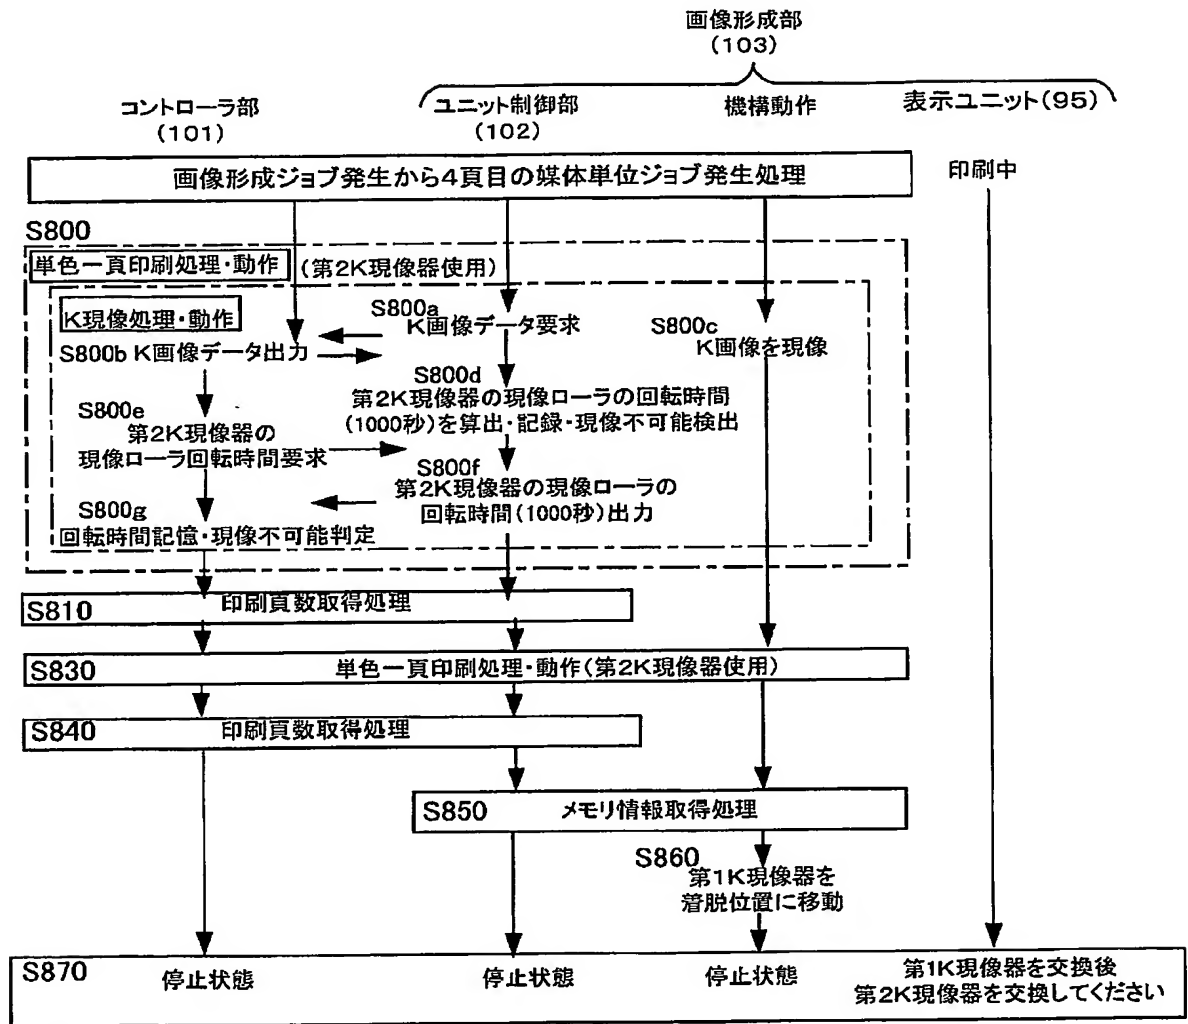 画像形成部
(103)
コントローラ部
(101)
ユニット制御部
(102)
機構動作
表示ユニット(95)
画像形成ジョブ発生から4頁目の媒体単位ジョブ発生処理
印刷中
S800
単色一頁印刷処理・動作
(第2K現像器使用)
K現像処理・動作
S800a
K画像データ要求
S800b K画像データ出力
S800c
K画像を現像
S800d
第2K現像器の現像ローラの回転時間
(1000秒)を算出・記録・現像不可能検出
S800e
第2K現像器の
現像ローラ回転時間要求
S800f
第2K現像器の現像ローラの
回転時間(1000秒)出力
S800g
回転時間記憶・現像不可能判定
S810 印刷頁数取得処理
S830 単色一頁印刷処理・動作(第2K現像器使用)
S840 印刷頁数取得処理
S850 メモリ情報取得処理
S860
第1K現像器を
着脱位置に移動
S870 停止状態 停止状態 停止状態
第1K現像器を交換後
第2K現像器を交換してください